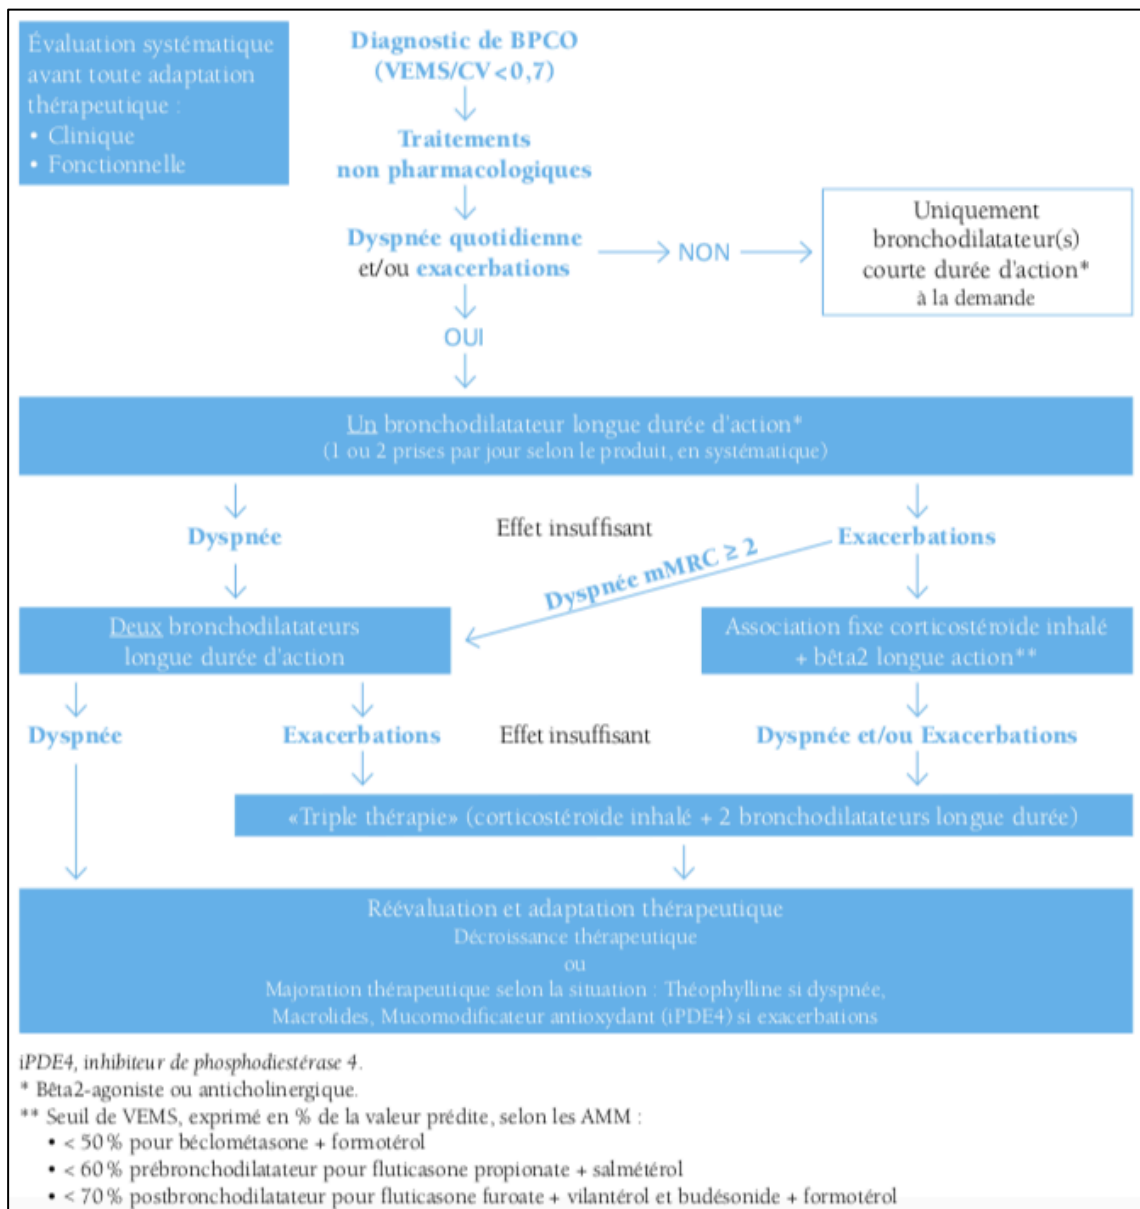 Évaluation systématique
avant toute adaptation
thérapeutique :
• Clinique
• Fonctionnelle
Diagnostic de BPCO
(VEMS/CV<0,7)
Traitements
non pharmacologiques
Dyspnée quotidienne
et/ou exacerbations
NON
Uniquement
bronchodilatateur(s)
courte durée d'action*
à la demande
OUI
Un bronchodilatateur longue durée d'action*
(1 ou 2 prises par jour selon le produit, en systématique)
Dyspnée
Effet insuffisant
Exacerbations
Dyspnée mMRC ≥ 2
Deux bronchodilatateurs
longue durée d'action
Association fixe corticostéroïde inhalé
+ bêta2 longue action**
Dyspnée
Exacerbations
Effet insuffisant
Dyspnée et/ou Exacerbations
«Triple thérapie» (corticostéroïde inhalé + 2 bronchodilatateurs longue durée)
Réévaluation et adaptation thérapeutique
Décroissance thérapeutique
ou
Majoration thérapeutique selon la situation : Théophylline si dyspnée,
Macrolides, Mucomodificateur antioxydant (iPDE4) si exacerbations
iPDE4, inhibiteur de phosphodiestérase 4.
* Bêta2-agoniste ou anticholinergique.
** Seuil de VEMS, exprimé en % de la valeur prédite, selon les AMM :
• < 50 % pour béclométasone + formotérol
• < 60 % prébronchodilatateur pour fluticasone propionate + salmétérol
• < 70 % postbronchodilatateur pour fluticasone furoate + vilantérol et budésonide + formotérol